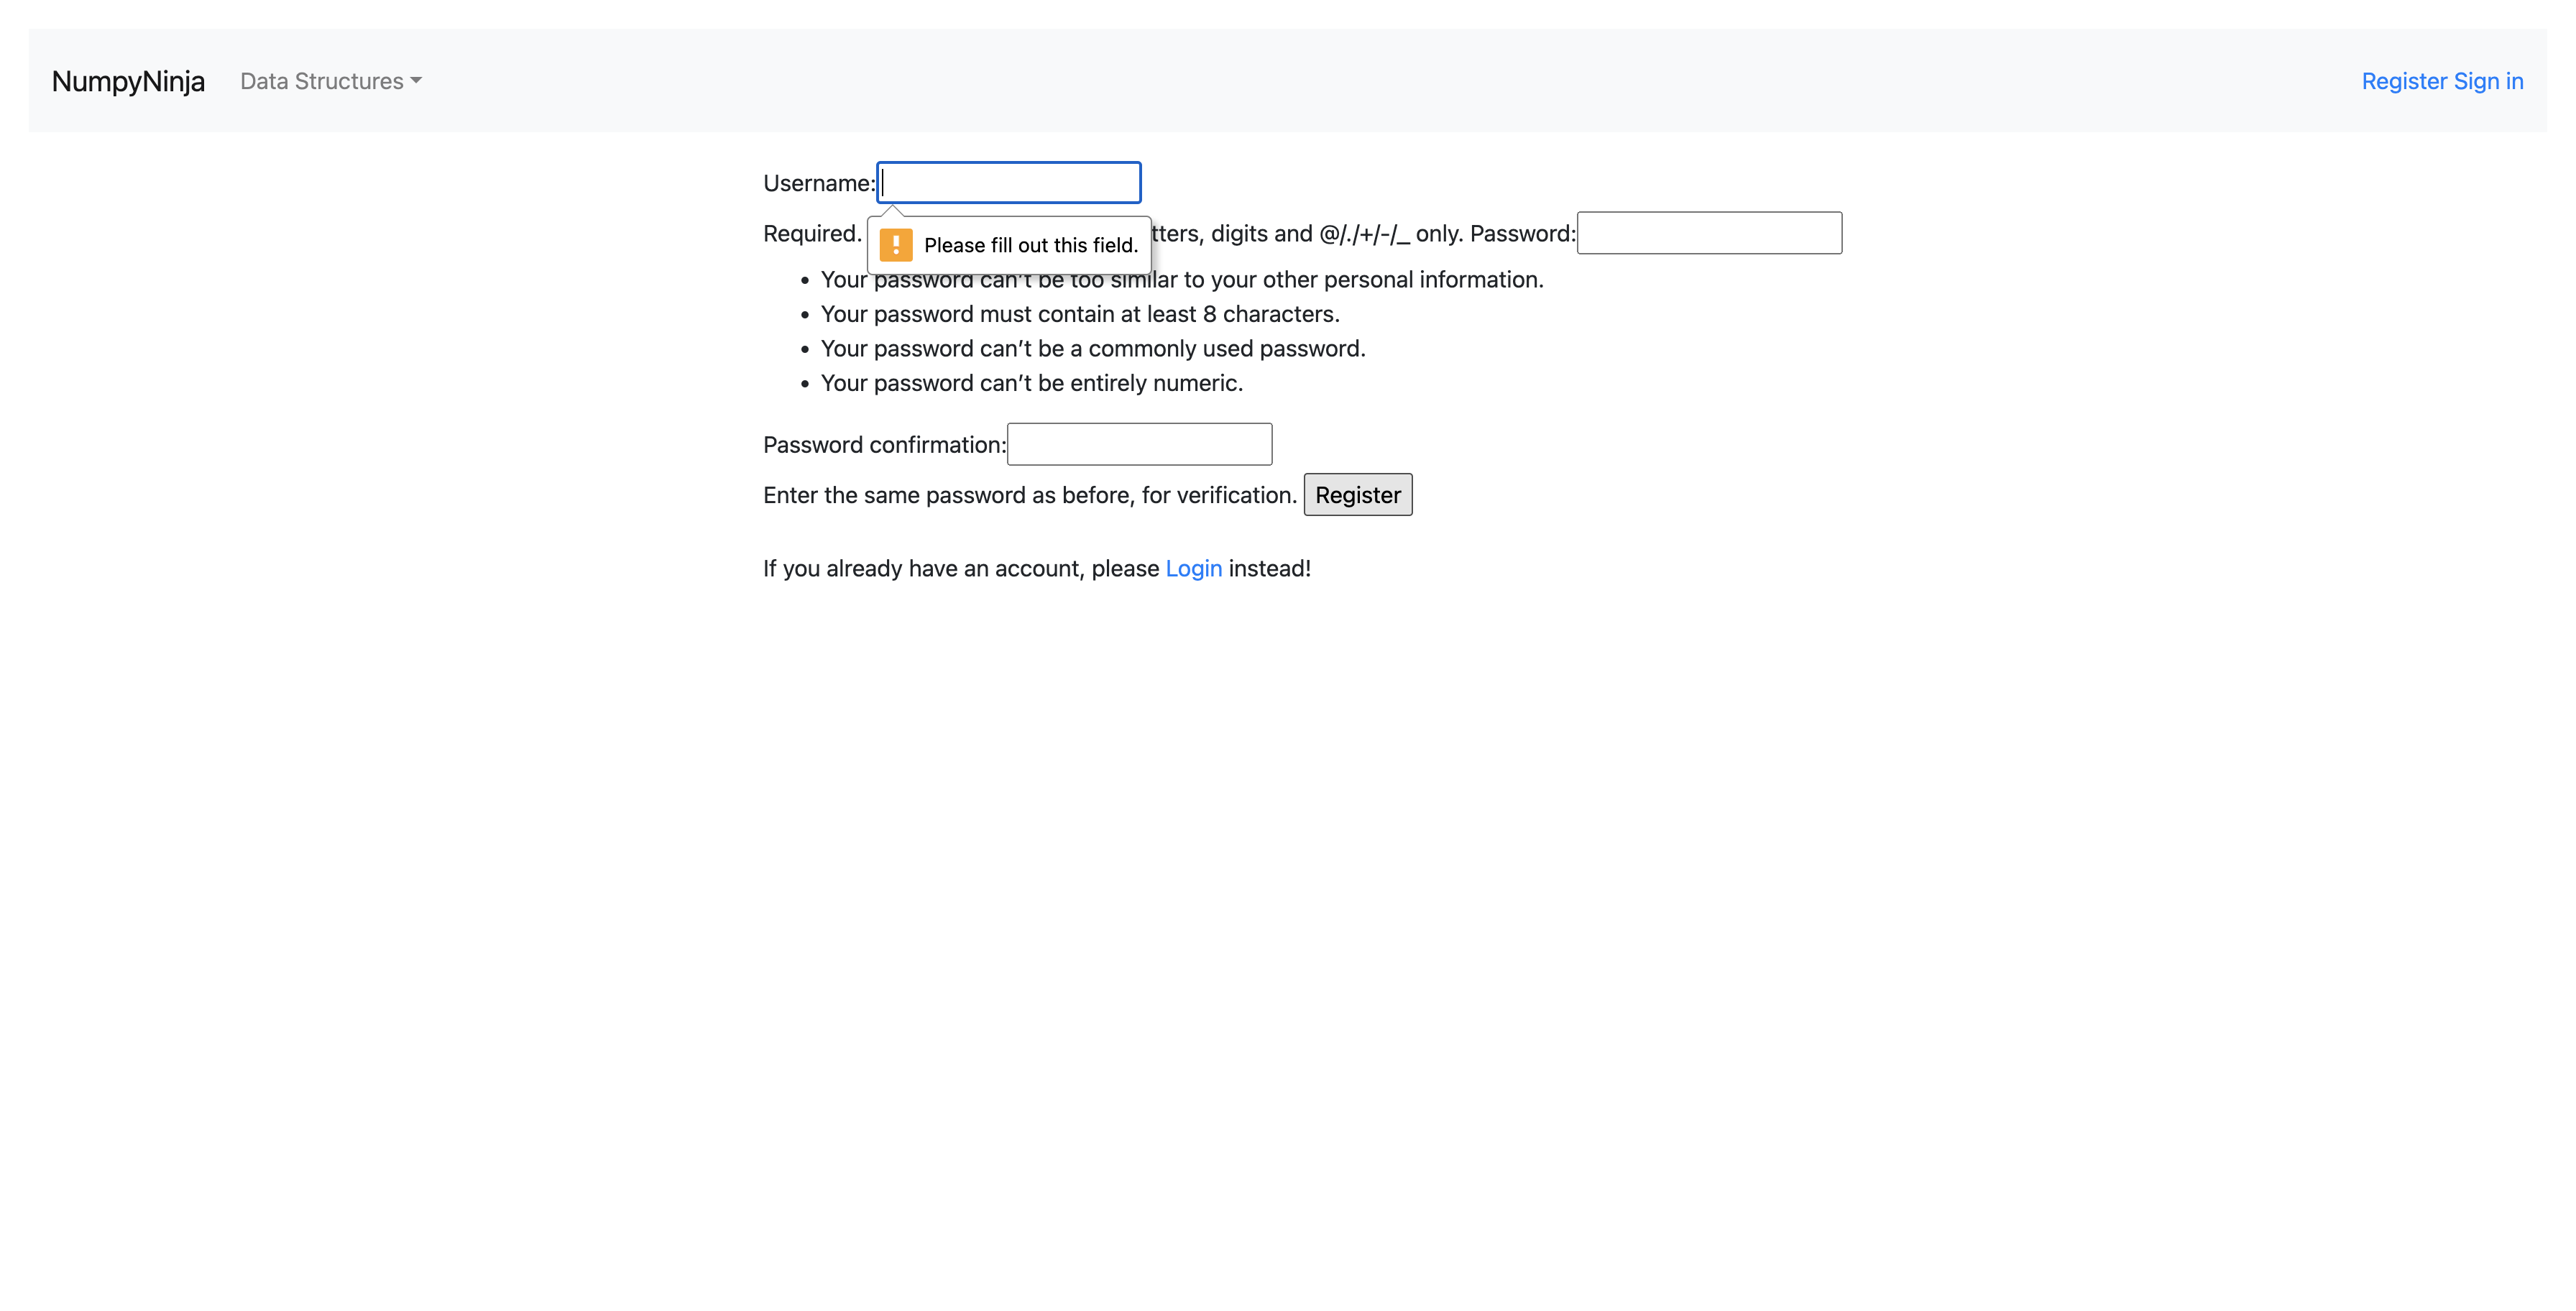 NumpyNinja Data Structures Register Sign in
Username:
Required. tters, digits and @/./+/-/_ only. Password:
Please fill out this field.
• Your password can't be too similar to your other personal information.
• Your password must contain at least 8 characters.
• Your password can’t be a commonly used password.
• Your password can’t be entirely numeric.
Password confirmation:
Enter the same password as before, for verification. Register
If you already have an account, please Login instead!